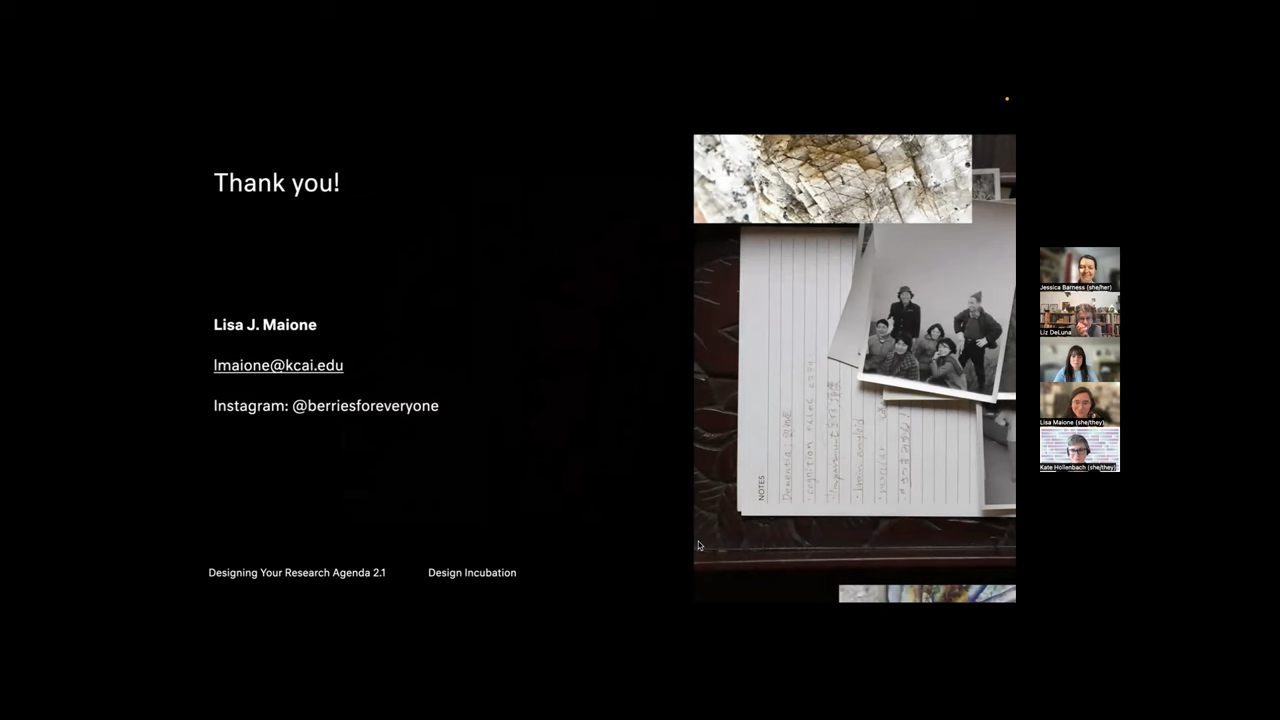 Thank you!
Lisa J. Maione
lmaione@kcai.edu
Instagram: @berriesforeveryone
Designing Your Research Agenda 2.1
Design Incubation
NOTES
Jessica Barness (she/her)
Liz DeLuna
Lisa Maione (she/they)
Kate Hollenbach (she/they)